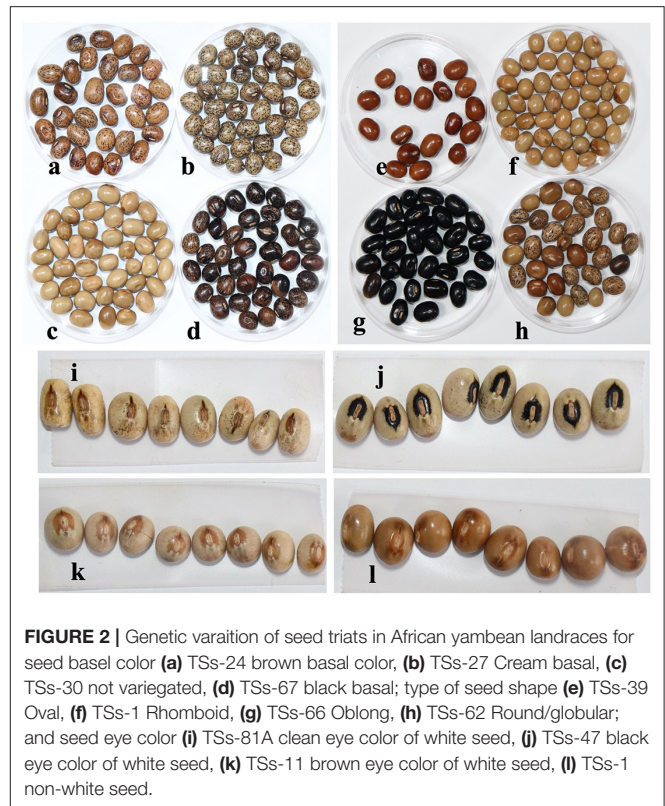 a
b
e
f
c
d
g
h
i
j
k
l
FIGURE 2 | Genetic varaition of seed triats in African yambean landraces for
seed basel color (a) TSs-24 brown basal color, (b) TSs-27 Cream basal, (c)
TSs-30 not variegated, (d) TSs-67 black basal; type of seed shape (e) TSs-39
Oval, (f) TSs-1 Rhomboid, (g) TSs-66 Oblong, (h) TSs-62 Round/globular;
and seed eye color (i) TSs-81A clean eye color of white seed, (j) TSs-47 black
eye color of white seed, (k) TSs-11 brown eye color of white seed, (l) TSs-1
non-white seed.